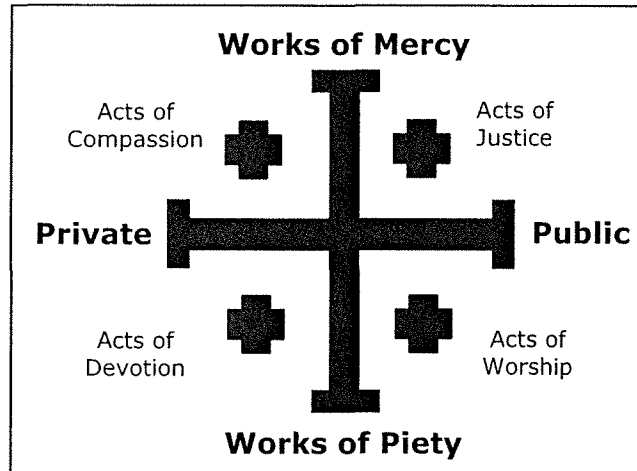 Works of Mercy
Acts of
Compassion
Acts of
Justice
Private
Public
Acts of
Devotion
Acts of
Worship
Works of Piety